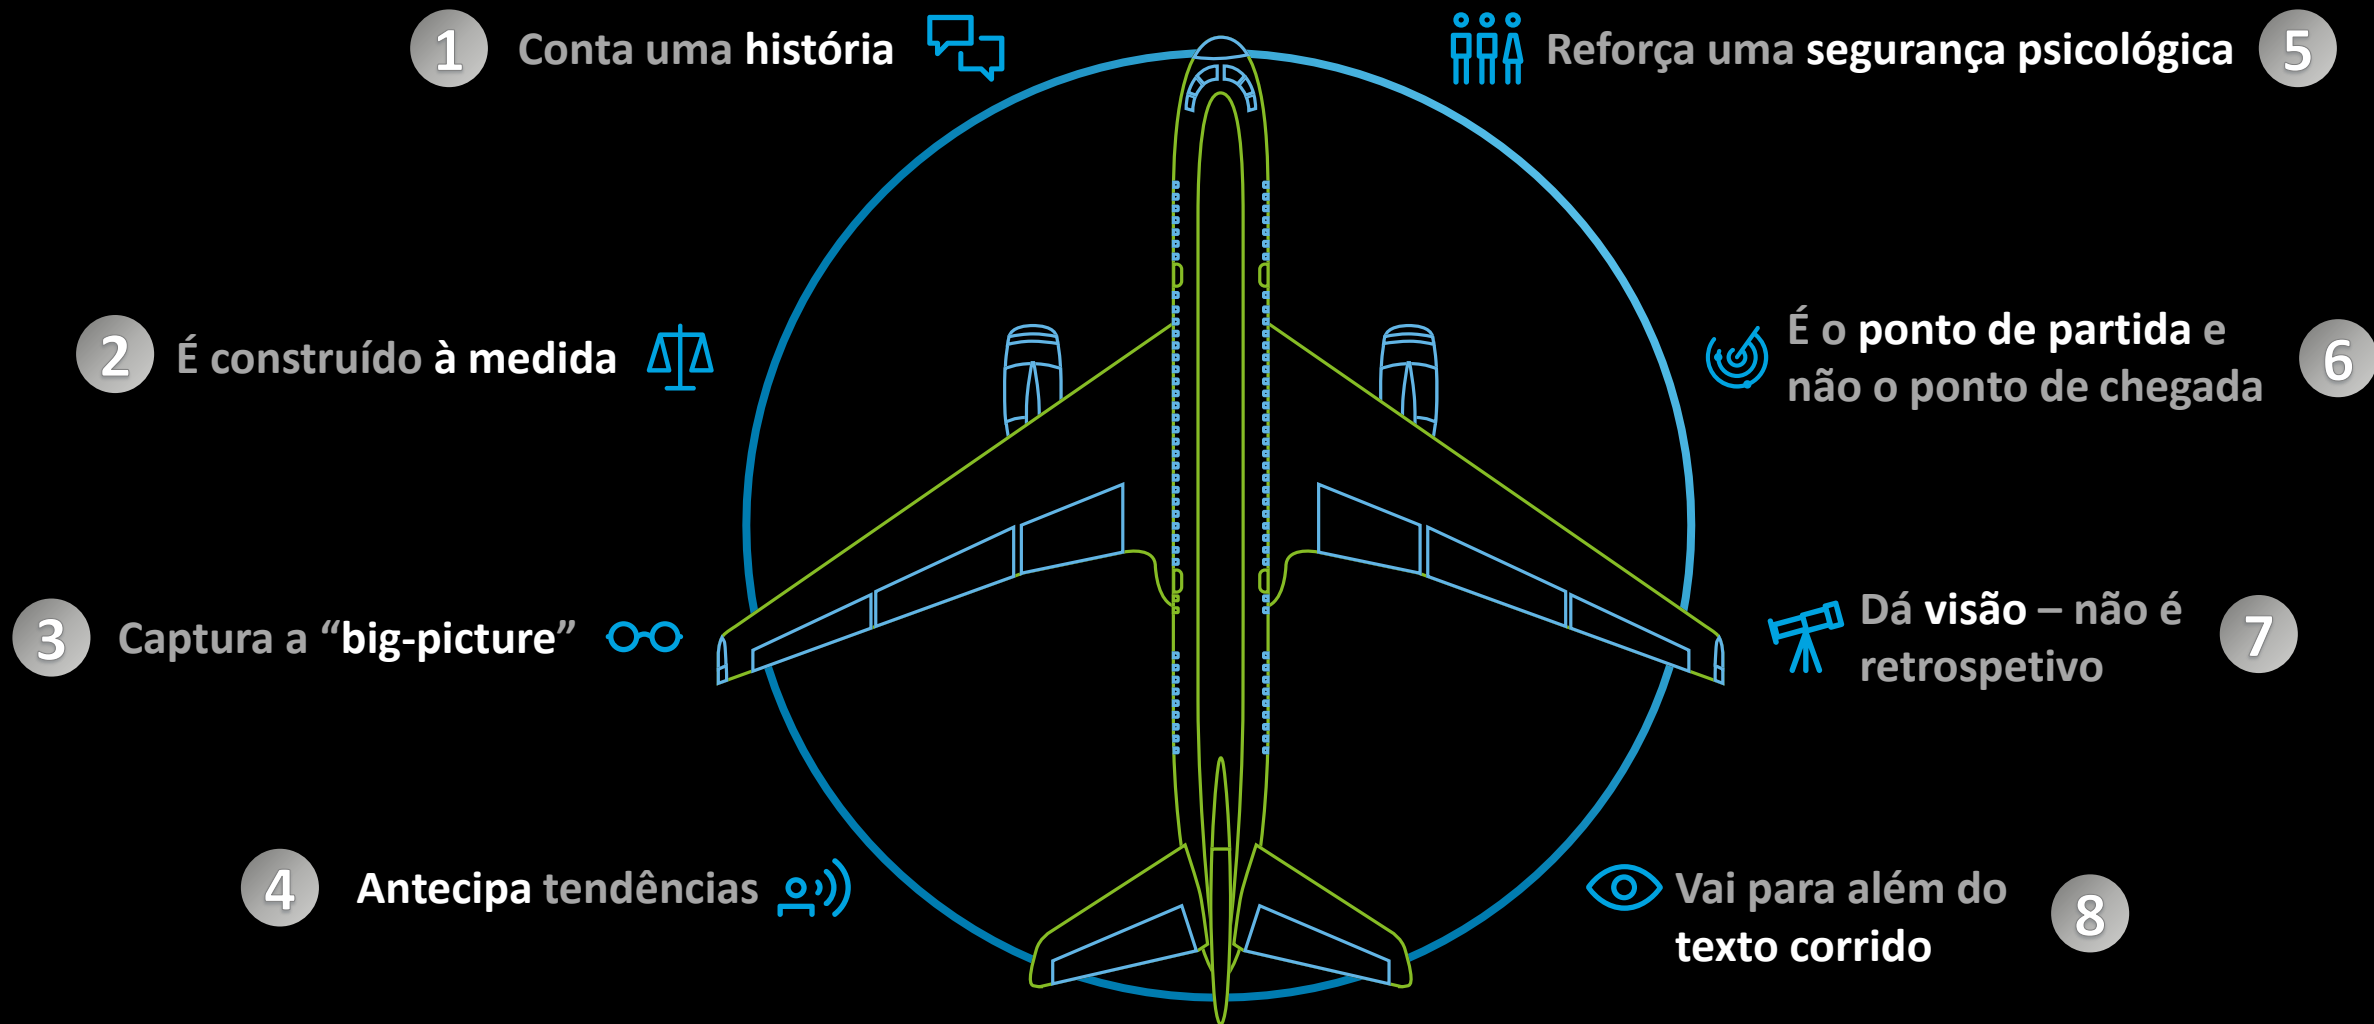 1 Conta uma história
2 É construído à medida
3 Captura a “big-picture”
4 Antecipa tendências
Reforça uma segurança psicológica 5
É o ponto de partida e
não o ponto de chegada 6
Dá visão – não é
retrospetivo 7
Vai para além do
texto corrido 8